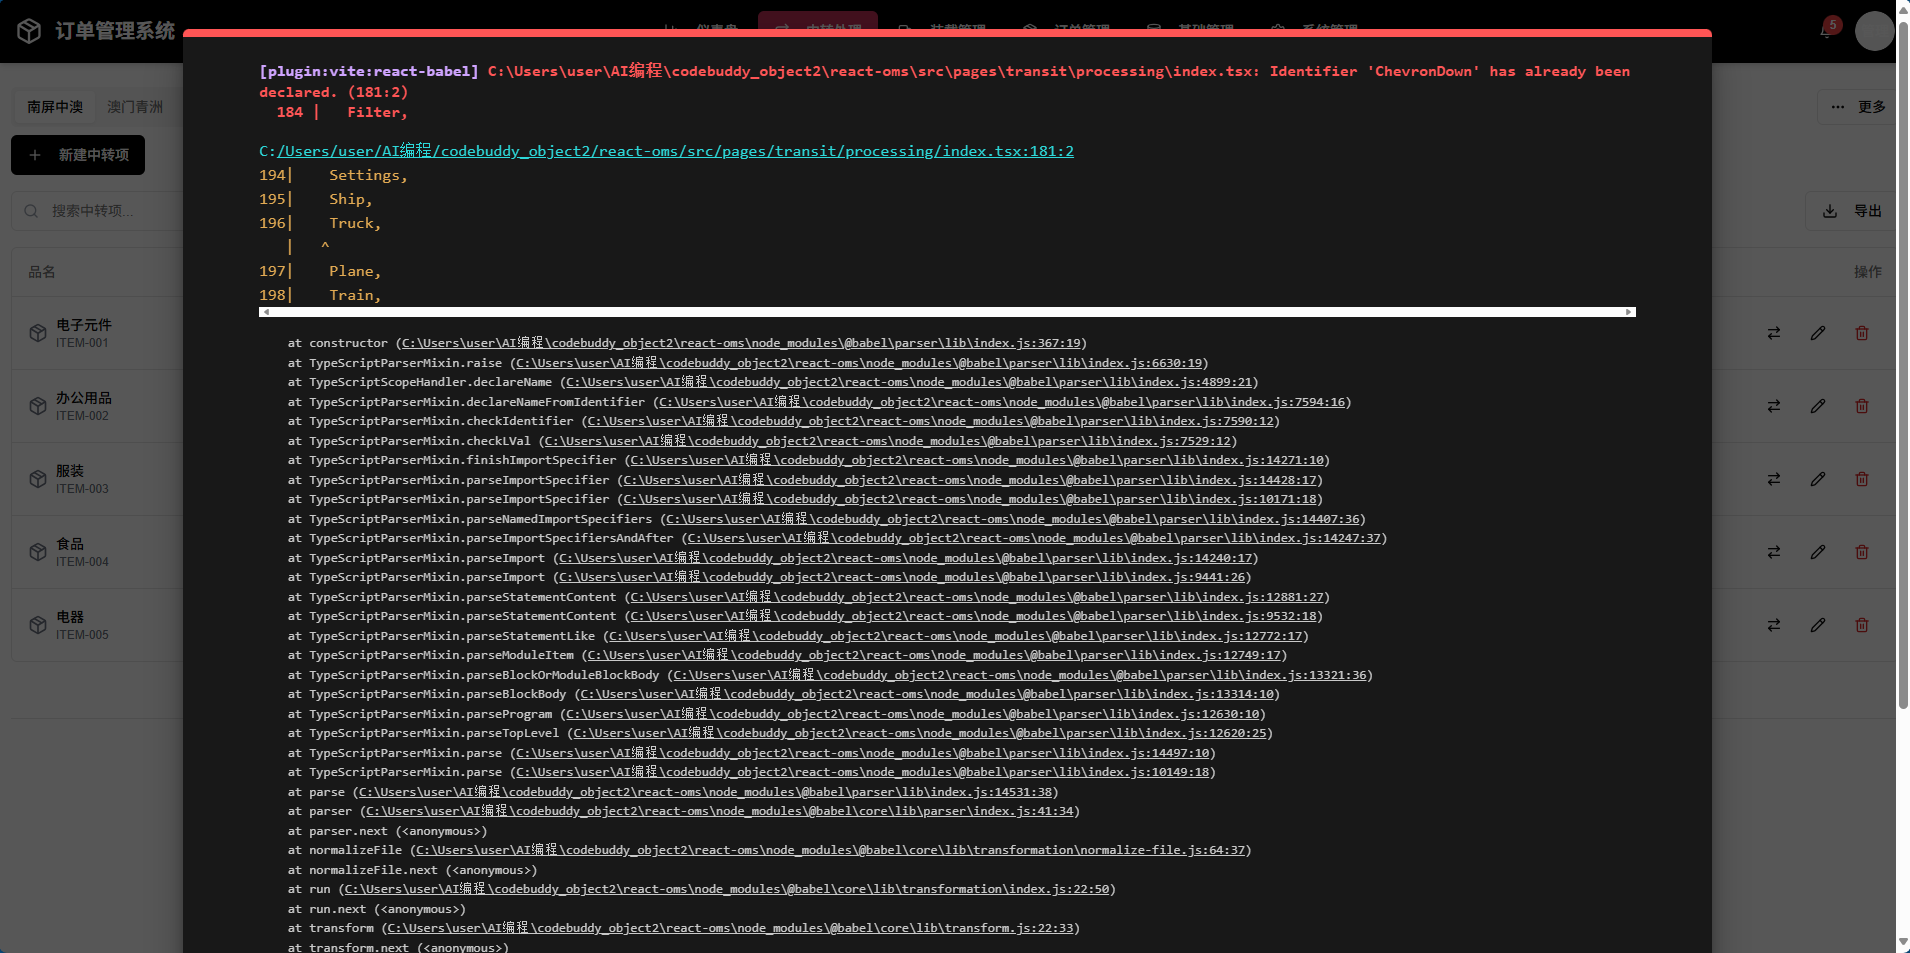 订单管理系统
仪表盘
中转处理
装载管理
订单管理
基础管理
系统管理
5
南屏中澳
澳门青洲
更多
新建中转项
搜索中转项...
导出
品名
操作
电子元件
ITEM-001
办公用品
ITEM-002
服装
ITEM-003
食品
ITEM-004
电器
ITEM-005
[plugin:vite:react-babel] C:\Users\user\AI编程\codebuddy_object2\react-oms\src\pages\transit\processing\index.tsx: Identifier 'ChevronDown' has already been
declared. (181:2)
184 |   Filter,
C:/Users/user/AI编程/codebuddy_object2/react-oms/src/pages/transit/processing/index.tsx:181:2
194|    Settings,
195|    Ship,
196|    Truck,
|   ^
197|    Plane,
198|    Train,
at constructor (C:\Users\user\AI编程\codebuddy_object2\react-oms\node_modules\@babel\parser\lib\index.js:367:19)
at TypeScriptParserMixin.raise (C:\Users\user\AI编程\codebuddy_object2\react-oms\node_modules\@babel\parser\lib\index.js:6630:19)
at TypeScriptScopeHandler.declareName (C:\Users\user\AI编程\codebuddy_object2\react-oms\node_modules\@babel\parser\lib\index.js:4899:21)
at TypeScriptParserMixin.declareNameFromIdentifier (C:\Users\user\AI编程\codebuddy_object2\react-oms\node_modules\@babel\parser\lib\index.js:7594:16)
at TypeScriptParserMixin.checkIdentifier (C:\Users\user\AI编程\codebuddy_object2\react-oms\node_modules\@babel\parser\lib\index.js:7590:12)
at TypeScriptParserMixin.checkLVal (C:\Users\user\AI编程\codebuddy_object2\react-oms\node_modules\@babel\parser\lib\index.js:7529:12)
at TypeScriptParserMixin.finishImportSpecifier (C:\Users\user\AI编程\codebuddy_object2\react-oms\node_modules\@babel\parser\lib\index.js:14271:10)
at TypeScriptParserMixin.parseImportSpecifier (C:\Users\user\AI编程\codebuddy_object2\react-oms\node_modules\@babel\parser\lib\index.js:14428:17)
at TypeScriptParserMixin.parseImportSpecifier (C:\Users\user\AI编程\codebuddy_object2\react-oms\node_modules\@babel\parser\lib\index.js:10171:18)
at TypeScriptParserMixin.parseNamedImportSpecifiers (C:\Users\user\AI编程\codebuddy_object2\react-oms\node_modules\@babel\parser\lib\index.js:14407:36)
at TypeScriptParserMixin.parseImportSpecifiersAndAfter (C:\Users\user\AI编程\codebuddy_object2\react-oms\node_modules\@babel\parser\lib\index.js:14247:37)
at TypeScriptParserMixin.parseImport (C:\Users\user\AI编程\codebuddy_object2\react-oms\node_modules\@babel\parser\lib\index.js:14240:17)
at TypeScriptParserMixin.parseImport (C:\Users\user\AI编程\codebuddy_object2\react-oms\node_modules\@babel\parser\lib\index.js:9441:26)
at TypeScriptParserMixin.parseStatementContent (C:\Users\user\AI编程\codebuddy_object2\react-oms\node_modules\@babel\parser\lib\index.js:12881:27)
at TypeScriptParserMixin.parseStatementContent (C:\Users\user\AI编程\codebuddy_object2\react-oms\node_modules\@babel\parser\lib\index.js:9532:18)
at TypeScriptParserMixin.parseStatementLike (C:\Users\user\AI编程\codebuddy_object2\react-oms\node_modules\@babel\parser\lib\index.js:12772:17)
at TypeScriptParserMixin.parseModuleItem (C:\Users\user\AI编程\codebuddy_object2\react-oms\node_modules\@babel\parser\lib\index.js:12749:17)
at TypeScriptParserMixin.parseBlockOrModuleBlockBody (C:\Users\user\AI编程\codebuddy_object2\react-oms\node_modules\@babel\parser\lib\index.js:13321:36)
at TypeScriptParserMixin.parseBlockBody (C:\Users\user\AI编程\codebuddy_object2\react-oms\node_modules\@babel\parser\lib\index.js:13314:10)
at TypeScriptParserMixin.parseProgram (C:\Users\user\AI编程\codebuddy_object2\react-oms\node_modules\@babel\parser\lib\index.js:12630:10)
at TypeScriptParserMixin.parseTopLevel (C:\Users\user\AI编程\codebuddy_object2\react-oms\node_modules\@babel\parser\lib\index.js:12620:25)
at TypeScriptParserMixin.parse (C:\Users\user\AI编程\codebuddy_object2\react-oms\node_modules\@babel\parser\lib\index.js:14497:10)
at TypeScriptParserMixin.parse (C:\Users\user\AI编程\codebuddy_object2\react-oms\node_modules\@babel\parser\lib\index.js:10149:18)
at parse (C:\Users\user\AI编程\codebuddy_object2\react-oms\node_modules\@babel\parser\lib\index.js:14531:38)
at parser (C:\Users\user\AI编程\codebuddy_object2\react-oms\node_modules\@babel\core\lib\parser\index.js:41:34)
at parser.next (<anonymous>)
at normalizeFile (C:\Users\user\AI编程\codebuddy_object2\react-oms\node_modules\@babel\core\lib\transformation\normalize-file.js:64:37)
at normalizeFile.next (<anonymous>)
at run (C:\Users\user\AI编程\codebuddy_object2\react-oms\node_modules\@babel\core\lib\transformation\index.js:22:50)
at run.next (<anonymous>)
at transform (C:\Users\user\AI编程\codebuddy_object2\react-oms\node_modules\@babel\core\lib\transform.js:22:33)
at transform.next (<anonymous>)